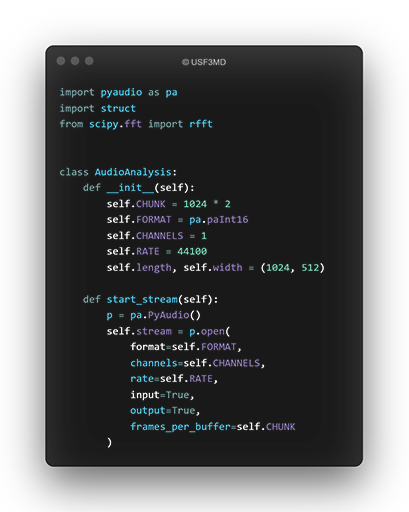 © USF3MD
import pyaudio as pa
import struct
from scipy.fft import rfft
class AudioAnalysis:
    def __init__(self):
        self.CHUNK = 1024 * 2
        self.FORMAT = pa.paInt16
        self.CHANNELS = 1
        self.RATE = 44100
        self.length, self.width = (1024, 512)
    def start_stream(self):
        p = pa.PyAudio()
        self.stream = p.open(
            format=self.FORMAT,
            channels=self.CHANNELS,
            rate=self.RATE,
            input=True,
            output=True,
            frames_per_buffer=self.CHUNK
        )